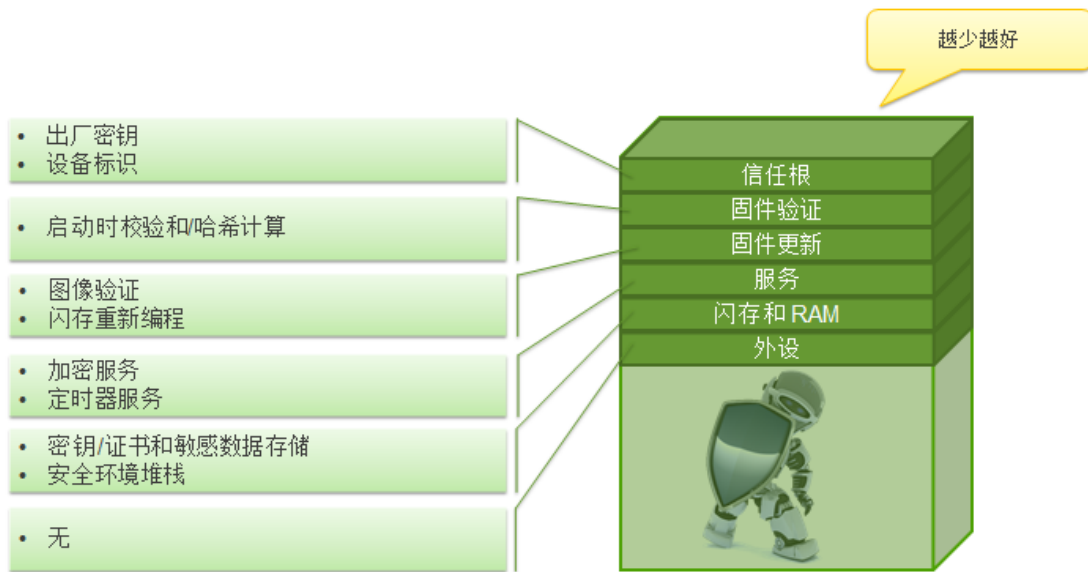 越少越好
• 出厂密钥
• 设备标识
• 启动时校验和/哈希计算
• 图像验证
• 闪存重新编程
• 加密服务
• 定时器服务
• 密钥/证书和敏感数据存储
• 安全环境堆栈
• 无
信任根
固件验证
固件更新
服务
闪存和 RAM
外设